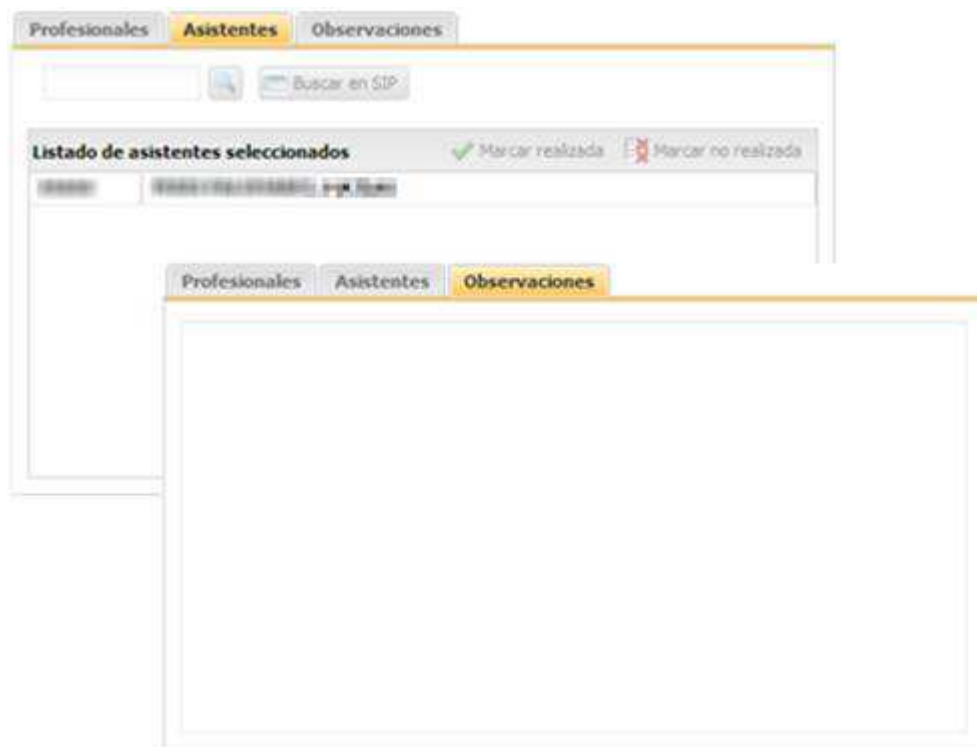 Profesionales Asistentes Observaciones
Buscar en SIP
Listado de asistentes seleccionados Marcar realizada Marcar no realizada
Profesionales Asistentes Observaciones